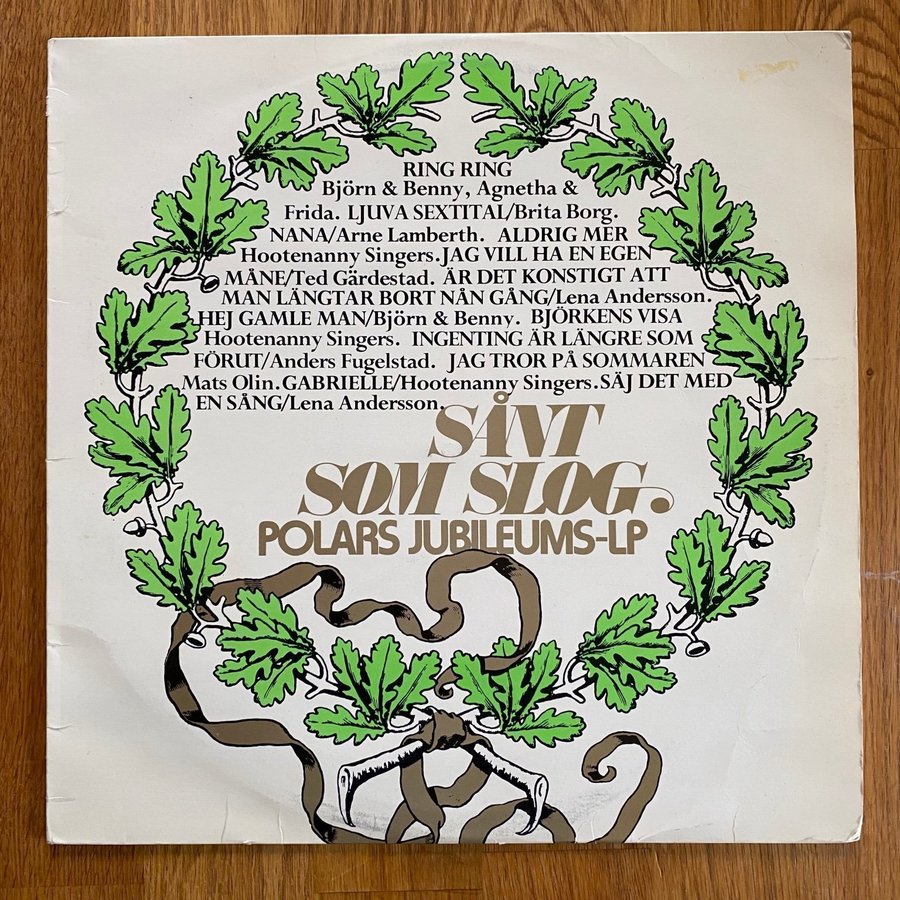 RING RING
Björn & Benny, Agnetha &
Frida. LJUVA SEXTITAL/Brita Borg.
NANA/Arne Lamberth. ALDRIG MER
Hootenanny Singers.JAG VILL HA EN EGEN
MÅNE/Ted Gärdestad. ÄR DET KONSTIGT ATT
MAN LÄNGTAR BORT NÅN GÅNG/Lena Andersson.
HEJ GAMLE MAN/Björn & Benny. BJÖRKENS VISA
Hootenanny Singers. INGENTING ÄR LÄNGRE SOM
FÖRUT/Anders Fugelstad. JAG TROR PÅ SOMMAREN
Mats Olin.GABRIELLE/Hootenanny Singers.SÄJ DET MED
EN SÅNG/Lena Andersson.
SÅNT
SOM SLOG.
POLARS JUBILEUMS-LP